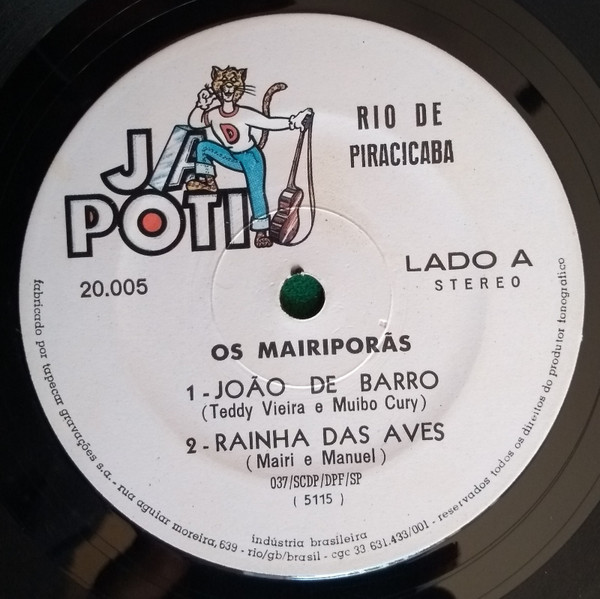 JA
POTI
D
RIO DE
PIRACICABA
20.005
LADO A
STEREO
OS MAIRIPORÃS
1 - JOÃO DE BARRO
(Teddy Vieira e Muibo Cury)
2 - RAINHA DAS AVES
(Mairi e Manuel)
037/SCDP/DPF/SP
(5115)
indústria brasileira
fabricado por tapecar gravações s.a. - rua aguiar moreira, 639 - rio/gb/brasil - cgc 33 631.433/001 - reservados todos os direitos do produtor fonográfico